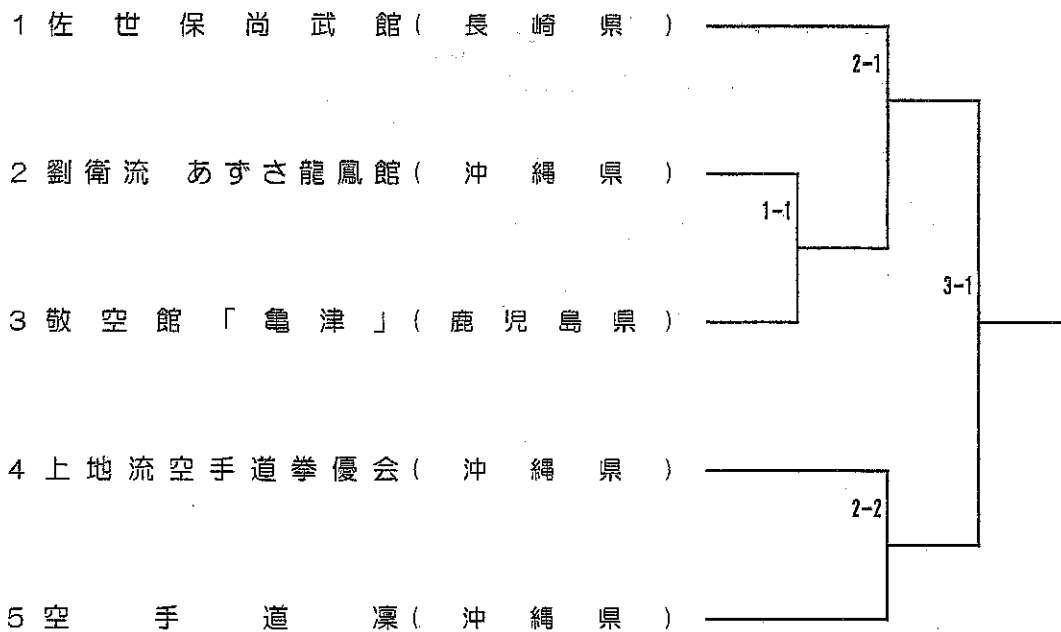 1 佐世保尚武館(長崎県)
2-1
2 劉衛流 あずさ龍鳳館(沖縄県)
1-1
3 敬空館「亀津」(鹿児島県)
3-1
4 上地流空手道拳優会(沖縄県)
2-2
5 空手道凜(沖縄県)